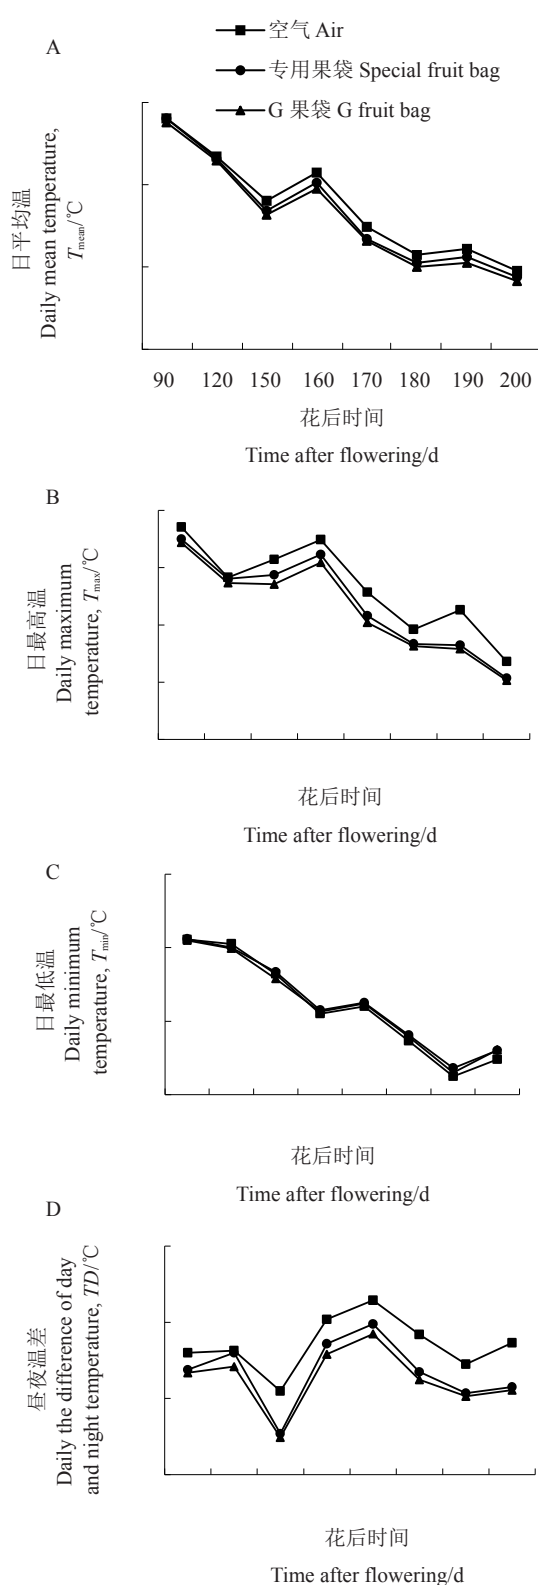 空气 Air
A
专用果袋 Special fruit bag
G 果袋 G fruit bag
日平均温
Daily mean temperature,
Tmean/℃
90 120 150 160 170 180 190 200
花后时间
Time after flowering/d
B
日最高温
Daily maximum
temperature, Tmax/℃
花后时间
Time after flowering/d
C
日最低温
Daily minimum
temperature, Tmin/℃
花后时间
Time after flowering/d
D
昼夜温差
Daily the difference of day
and night temperature, TD/℃
花后时间
Time after flowering/d